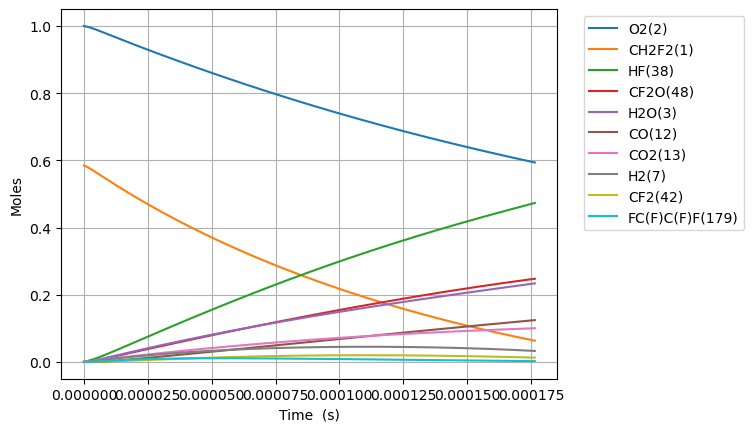 1.0
0.8
0.6
0.4
0.2
0.0
Moles
0.000000 0.000025 0.000050 0.000075 0.000100 0.000125 0.000150 0.000175
Time (s)
O2(2)
CH2F2(1)
HF(38)
CF2O(48)
H2O(3)
CO(12)
CO2(13)
H2(7)
CF2(42)
FC(F)C(F)F(179)